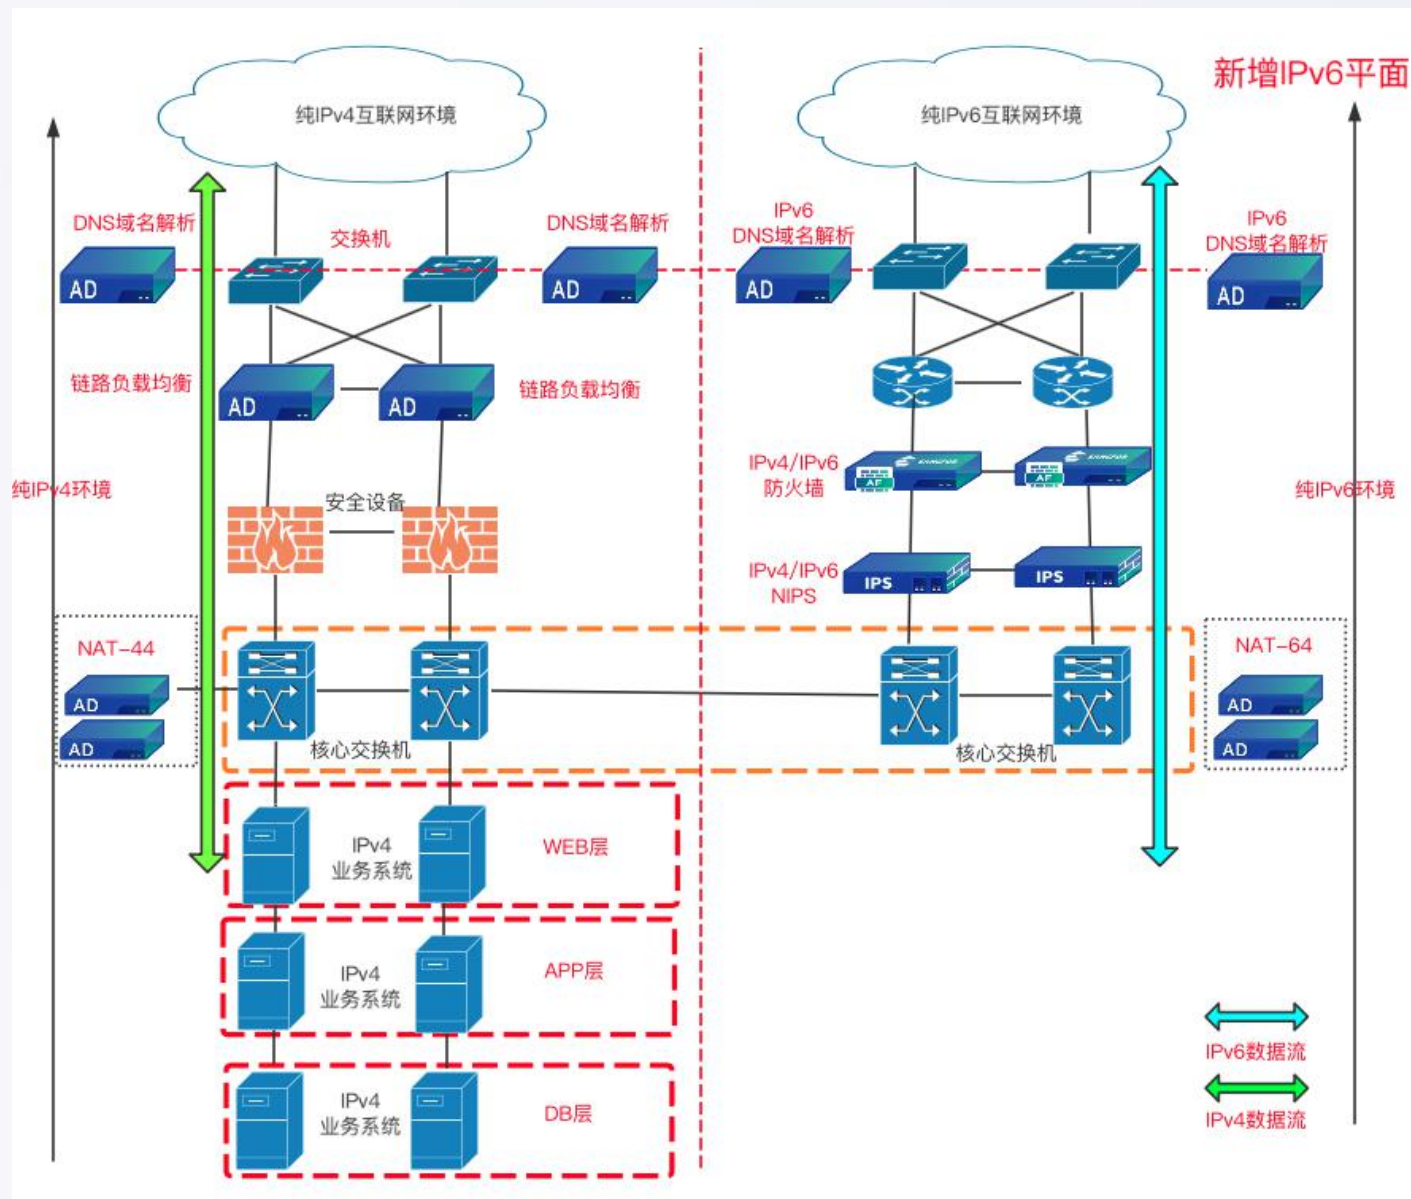 新增IPv6平面
纯IPv4互联网环境
纯IPv6互联网环境
DNS域名解析
交换机
DNS域名解析
IPv6
DNS域名解析
IPv6
DNS域名解析
AD
AD
AD
AD
链路负载均衡
链路负载均衡
AD
AD
纯IPv4环境
安全设备
IPv4/IPv6
防火墙
SANGFOR
AF
SANGFOR
AF
纯IPv6环境
IPv4/IPv6
NIPS
IPS
IPS
NAT-44
AD
AD
NAT-64
AD
AD
核心交换机
核心交换机
IPv4
业务系统
WEB层
IPv4
业务系统
APP层
IPv4
业务系统
DB层
IPv6数据流
IPv4数据流